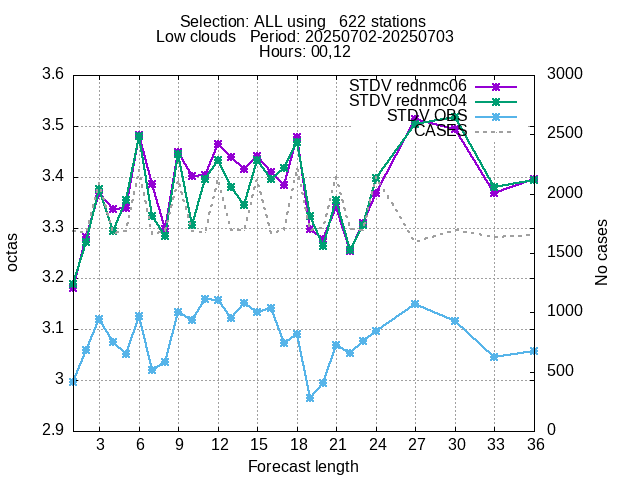 Selection: ALL using   622 stations
Low clouds   Period: 20250702-20250703
Hours: 00,12
STDV rednmc06
STDV rednmc04
STDV OBS
CASES
3.6
3.5
3.4
3.3
3.2
3.1
3
2.9
octas
3000
2500
2000
1500
1000
500
0
No cases
3 6 9 12 15 18 21 24 27 30 33 36
Forecast length